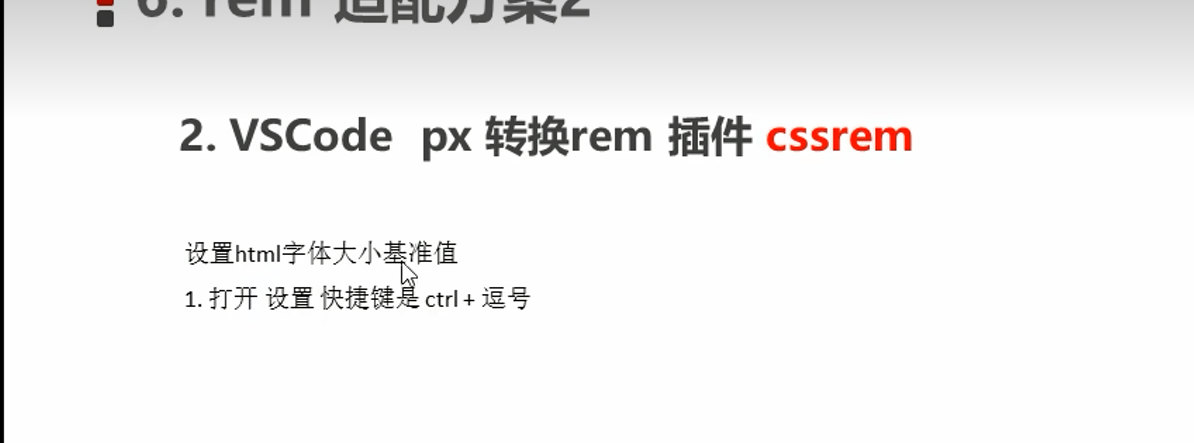 6. rem 适配方案2
2. VSCode px 转换rem 插件 cssrem
设置html字体大小基准值
1. 打开 设置 快捷键是 ctrl + 逗号